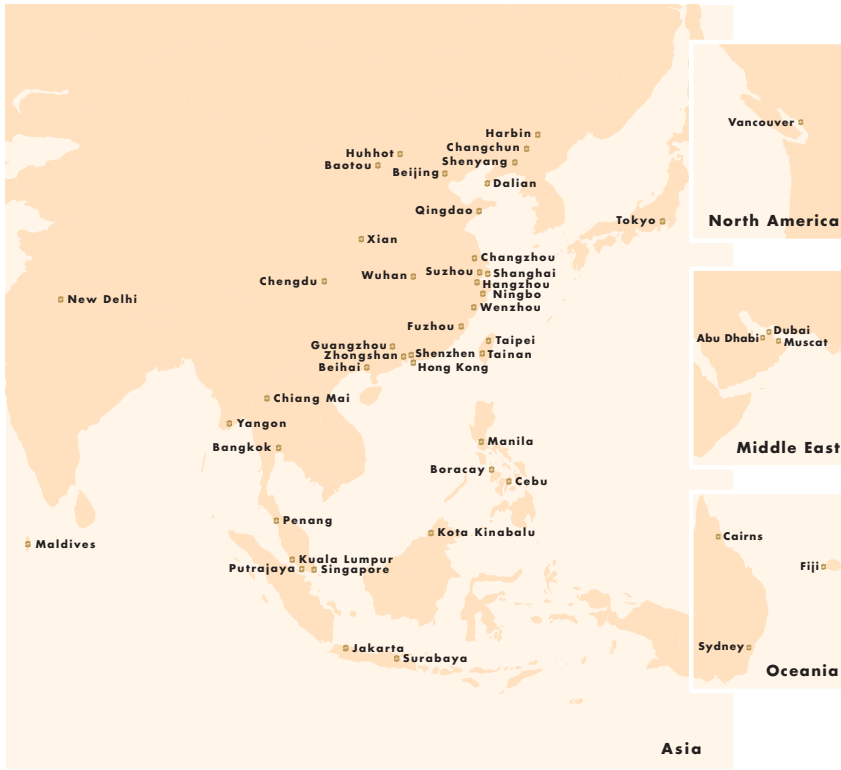 Harbin
Changchun
Huhhot
Shenyang
Baotou
Beijing
Dalian
Qingdao
Tokyo
Xian
Changzhou
Suzhou
Shanghai
Wuhan
Chengdu
Hangzhou
Ningbo
New Delhi
Wenzhou
Fuzhou
Taipei
Guangzhou
Zhongshan
Shenzhen
Tainan
Beihai
Hong Kong
Chiang Mai
Yangon
Manila
Bangkok
Boracay
Cebu
Penang
Kota Kinabalu
Maldives
Kuala Lumpur
Putrajaya
Singapore
Jakarta
Surabaya
Asia
Vancouver
North America
Dubai
Abu Dhabi
Muscat
Middle East
Cairns
Fiji
Sydney
Oceania